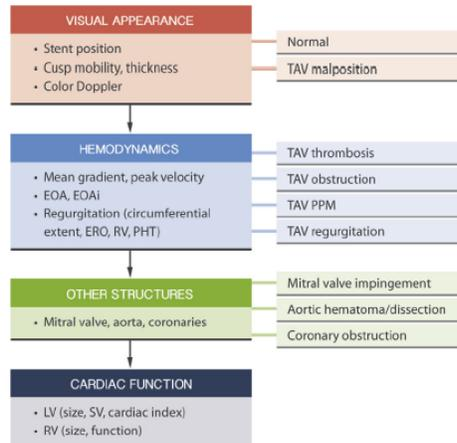 VISUAL APPEARANCE
• Stent position
• Cusp mobility, thickness
• Color Doppler
Normal
TAV malposition
HEMODYNAMICS
• Mean gradient, peak velocity
• EOA, EOAi
• Regurgitation (circumferential
extent, ERO, RV, PHT)
TAV thrombosis
TAV obstruction
TAV PPM
TAV regurgitation
OTHER STRUCTURES
• Mitral valve, aorta, coronaries
Mitral valve impingement
Aortic hematoma/dissection
Coronary obstruction
CARDIAC FUNCTION
• LV (size, SV, cardiac index)
• RV (size, function)